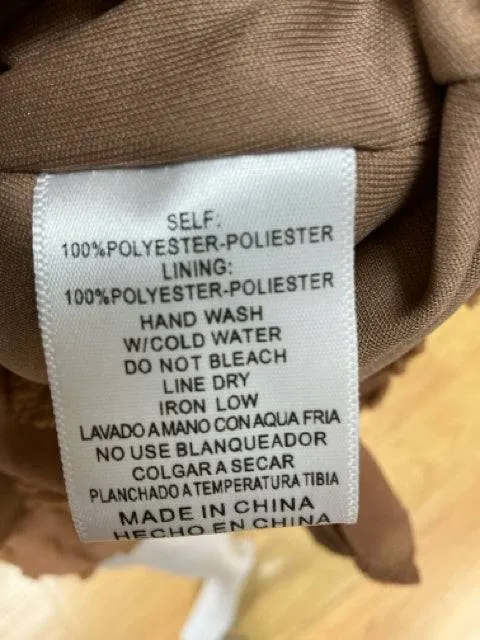 SELF:
100%POLYESTER-POLIESTER
LINING:
100%POLYESTER-POLIESTER
HAND WASH
W/COLD WATER
DO NOT BLEACH
LINE DRY
IRON LOW
LAVADO A MANO CON AQUA FRIA
NO USE BLANQUEADOR
COLGAR A SECAR
PLANCHADO A TEMPERATURA TIBIA
MADE IN CHINA
HECHO EN CHINA